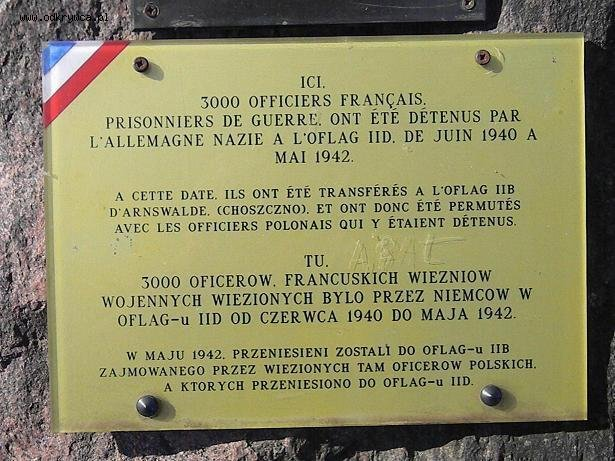 www.odkrywca.pl
ICI,
3000 OFFICIERS FRANÇAIS,
PRISONNIERS DE GUERRE, ONT ÉTÉ DÉTENUS PAR
L'ALLEMAGNE NAZIE A L'OFLAG IID, DE JUIN 1940 A
MAI 1942.
A CETTE DATE, ILS ONT ÉTÉ TRANSFÉRÉS A L'OFLAG IIB
D'ARNSWALDE, (CHOSZCZNO), ET ONT DONC ÉTÉ PERMUTÉS
AVEC LES OFFICIERS POLONAIS QUI Y ÉTAIENT DÉTENUS.
TU,
3000 OFICEROW, FRANCUSKICH WIEZNIOW
WOJENNYCH WIEZIONYCH BYLO PRZEZ NIEMCOW W
OFLAG-u IID OD CZERWCA 1940 DO MAJA 1942.
W MAJU 1942, PRZENIESIENI ZOSTALI DO OFLAG-u IIB
ZAJMOWANEGO PRZEZ WIEZIONYCH TAM OFICEROW POLSKICH,
A KTORYCH PRZENIESIONO DO OFLAG-u IID.